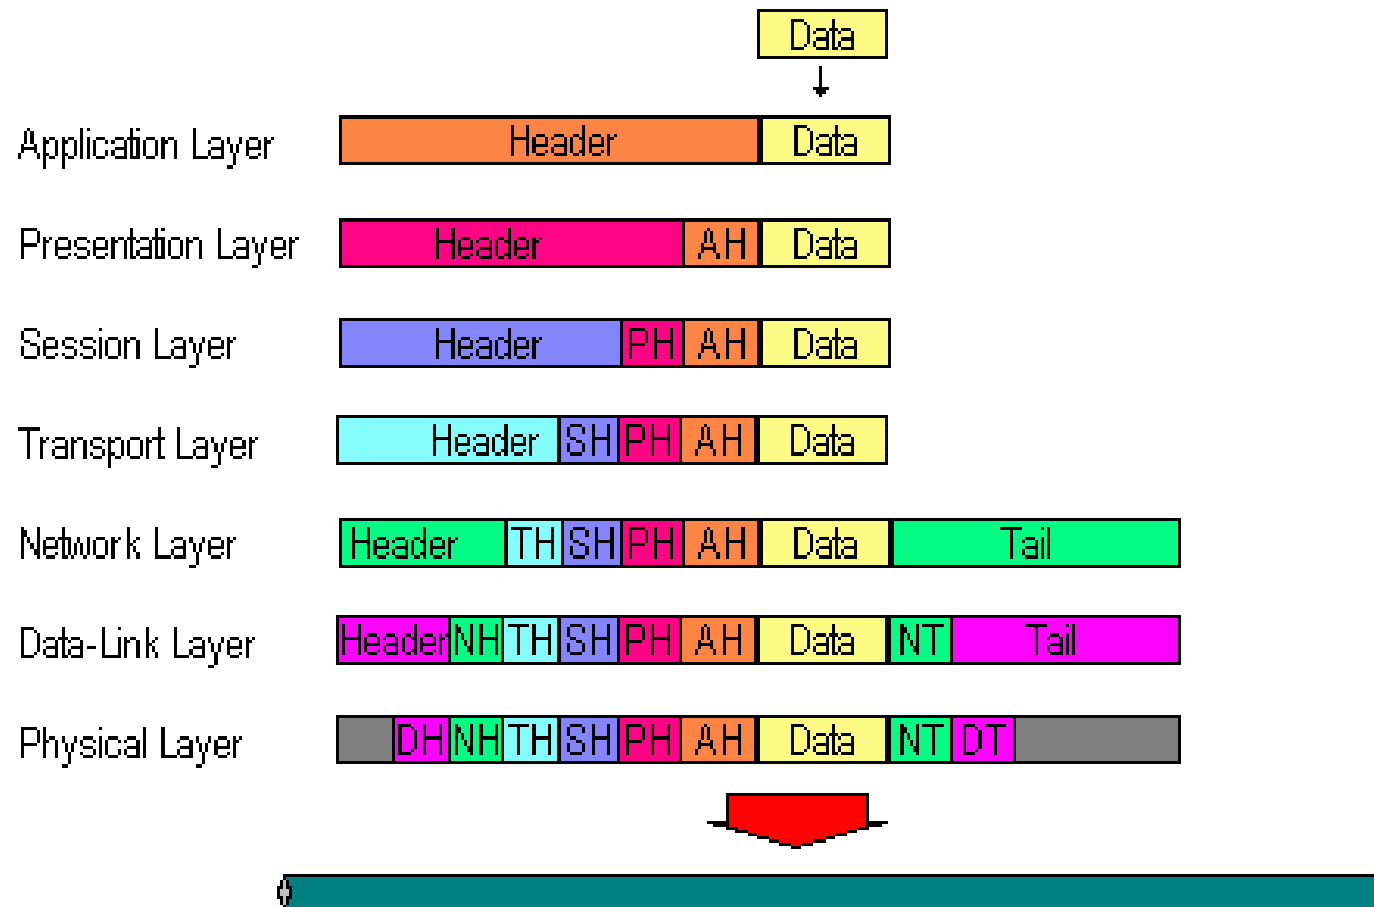 Data
Application Layer Header Data
Presentation Layer Header AH Data
Session Layer Header PH AH Data
Transport Layer Header SH PH AH Data
Network Layer Header TH SH PH AH Data Tail
Data-Link Layer Header NH TH SH PH AH Data NT Tail
Physical Layer DH NH TH SH PH AH Data NT DT